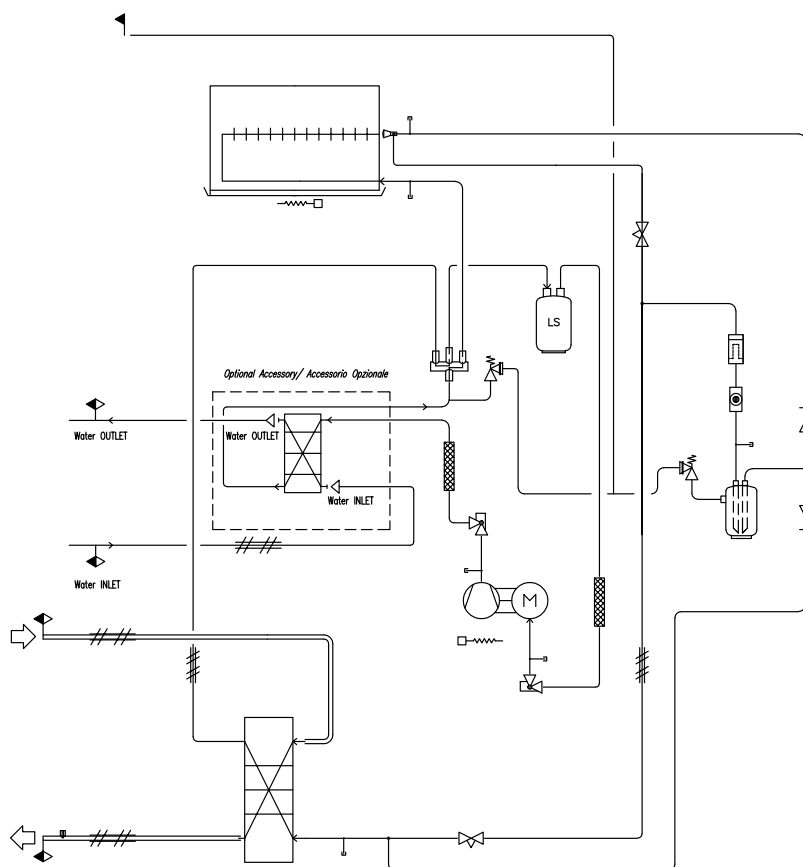 LS
Optional Accessory/ Accessorio Opzionale
Water OUTLET
Water OUTLET
Water INLET
Water INLET
M